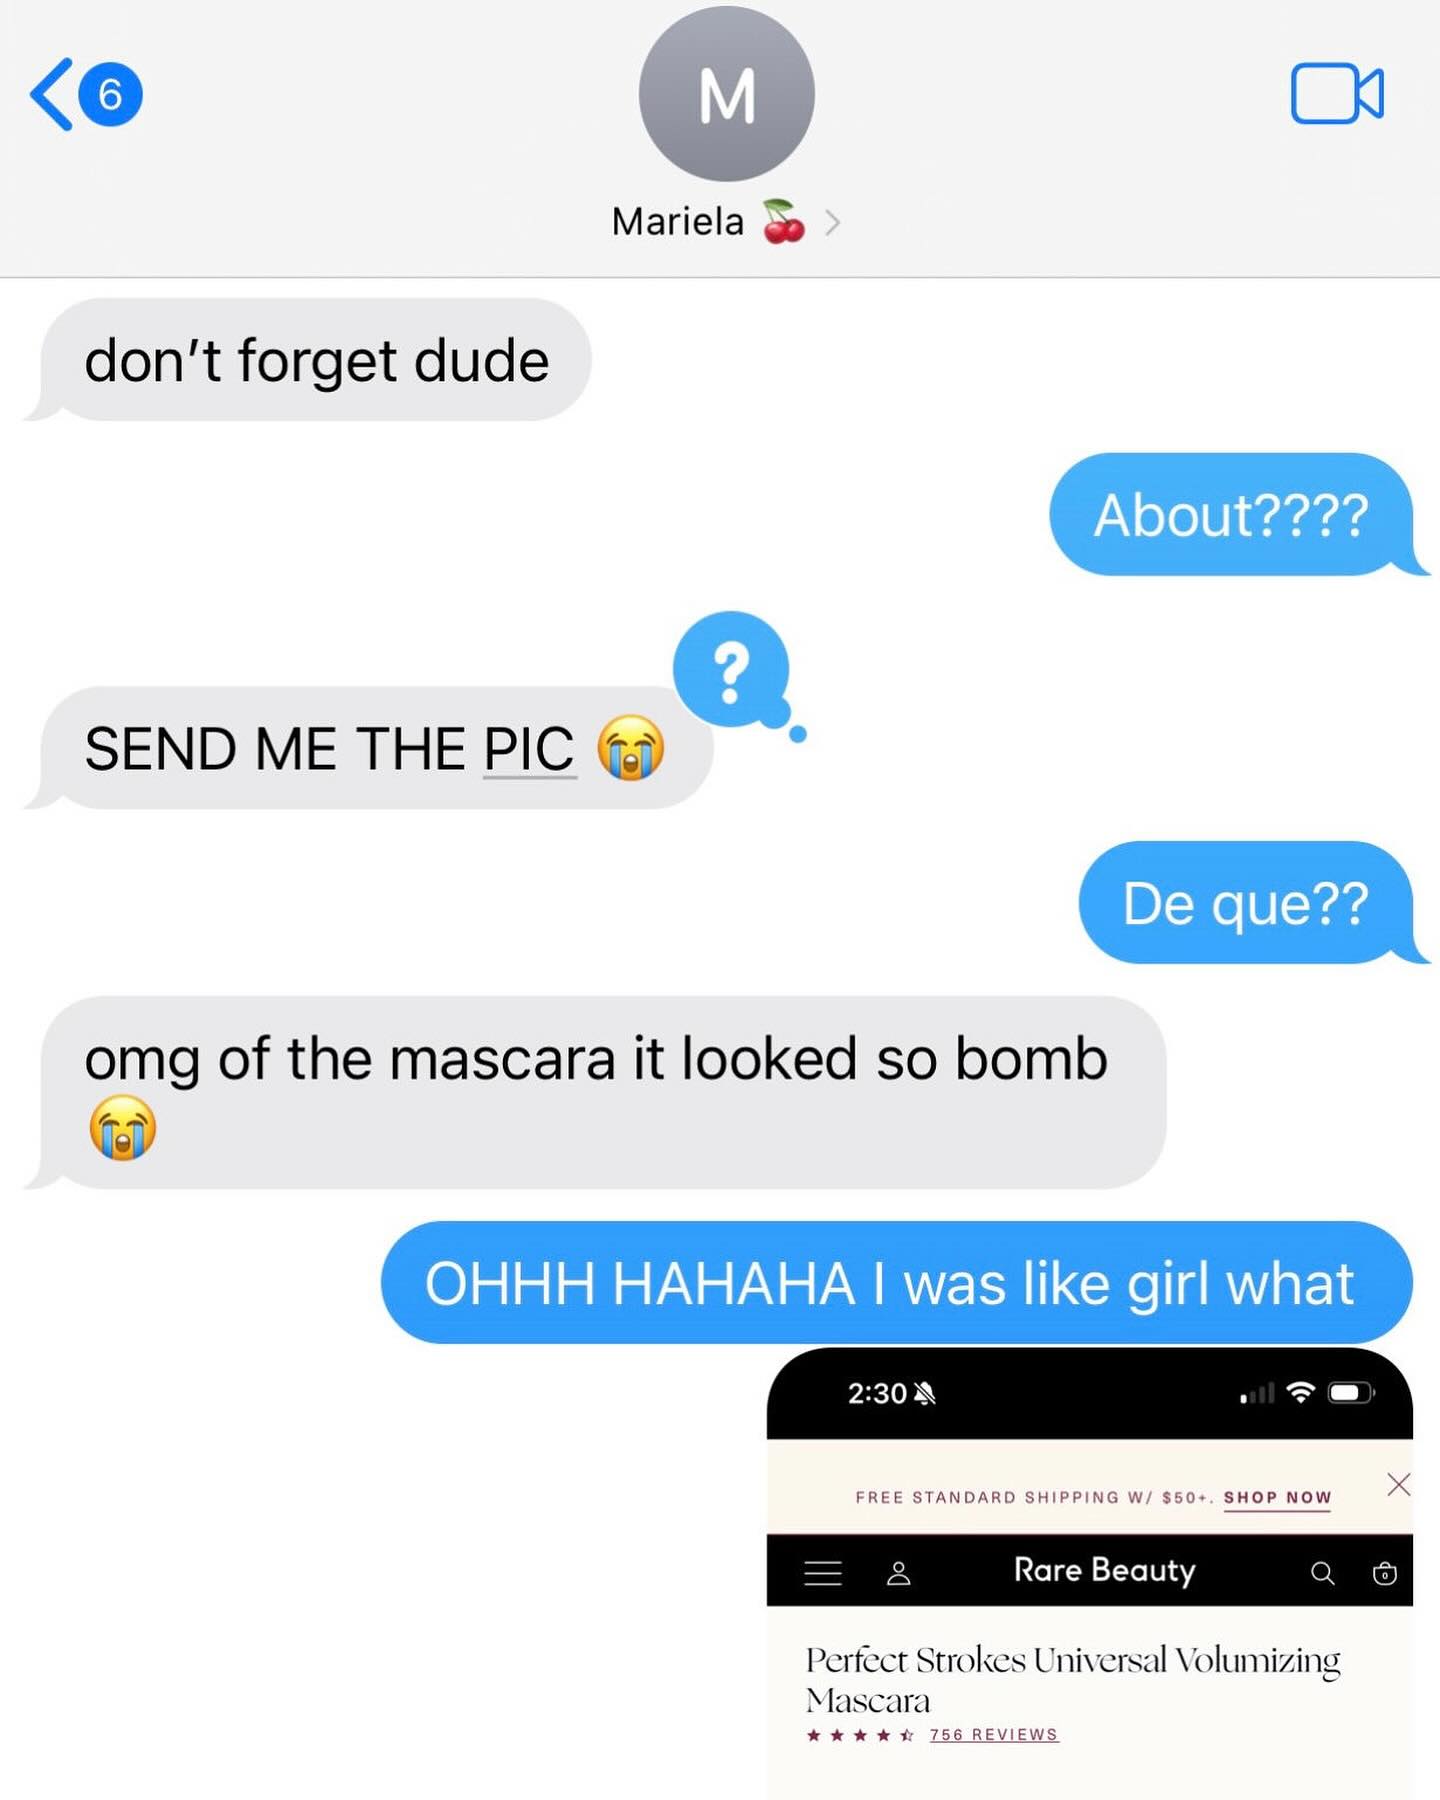 6
M
Mariela 🍒
don't forget dude
About????
?
SEND ME THE PIC 😭
De que??
omg of the mascara it looked so bomb
😭
OHHH HAHAHA I was like girl what
2:30
FREE STANDARD SHIPPING W/ $50+. SHOP NOW
Rare Beauty
0
Perfect Strokes Universal Volumizing
Mascara
756 REVIEWS